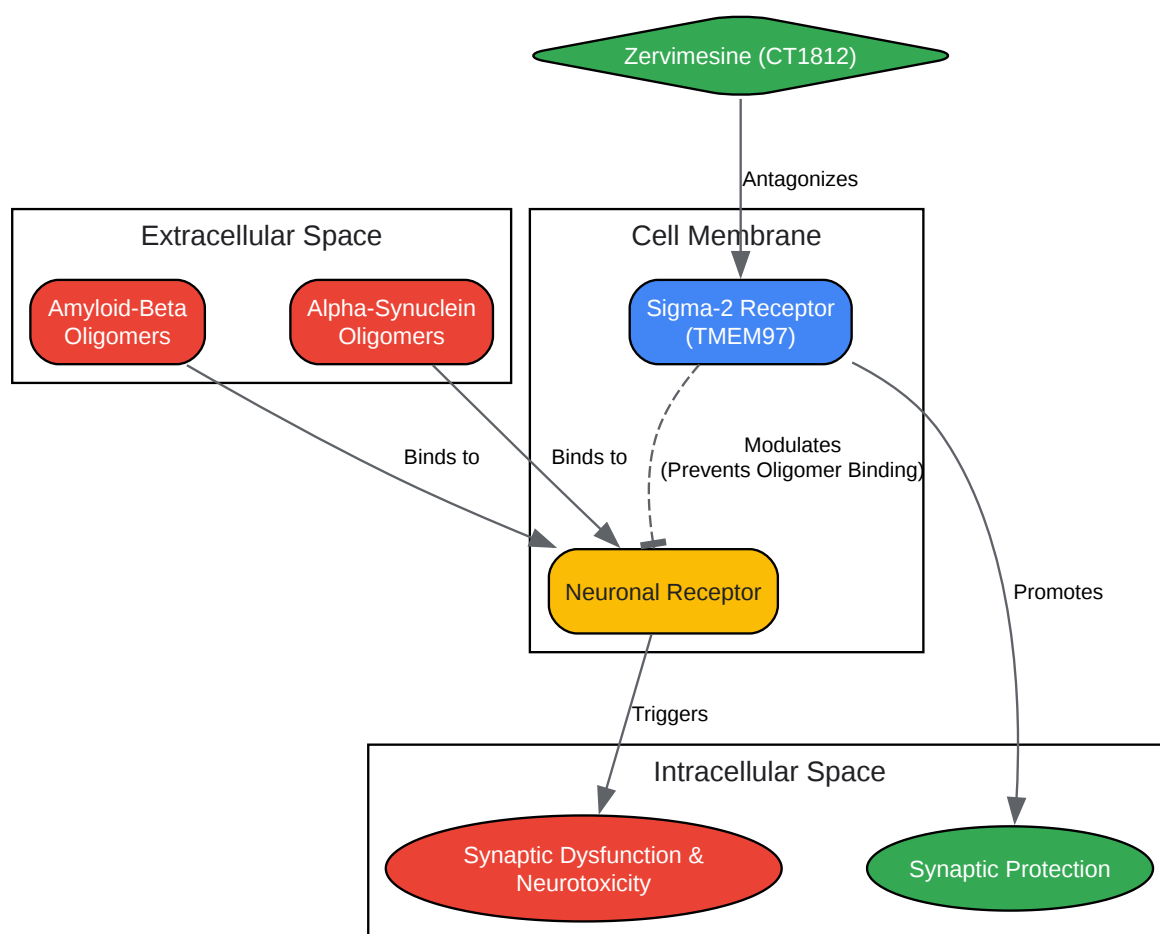 Zervimesine (CT1812)
Antagonizes
Extracellular Space
Cell Membrane
Amyloid-Beta
Oligomers
Alpha-Synuclein
Oligomers
Sigma-2 Receptor
(TMEM97)
Binds to
Binds to
Modulates
(Prevents Oligomer Binding)
Neuronal Receptor
Promotes
Triggers
Intracellular Space
Synaptic Dysfunction &
Neurotoxicity
Synaptic Protection